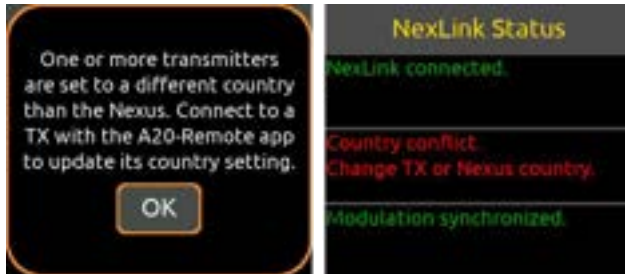 One or more transmitters
are set to a different country
than the Nexus. Connect to a
TX with the A20-Remote app
to update its country setting.
OK
NexLink Status
NexLink connected.
Country conflict.
Change TX or Nexus country.
Modulation synchronized.